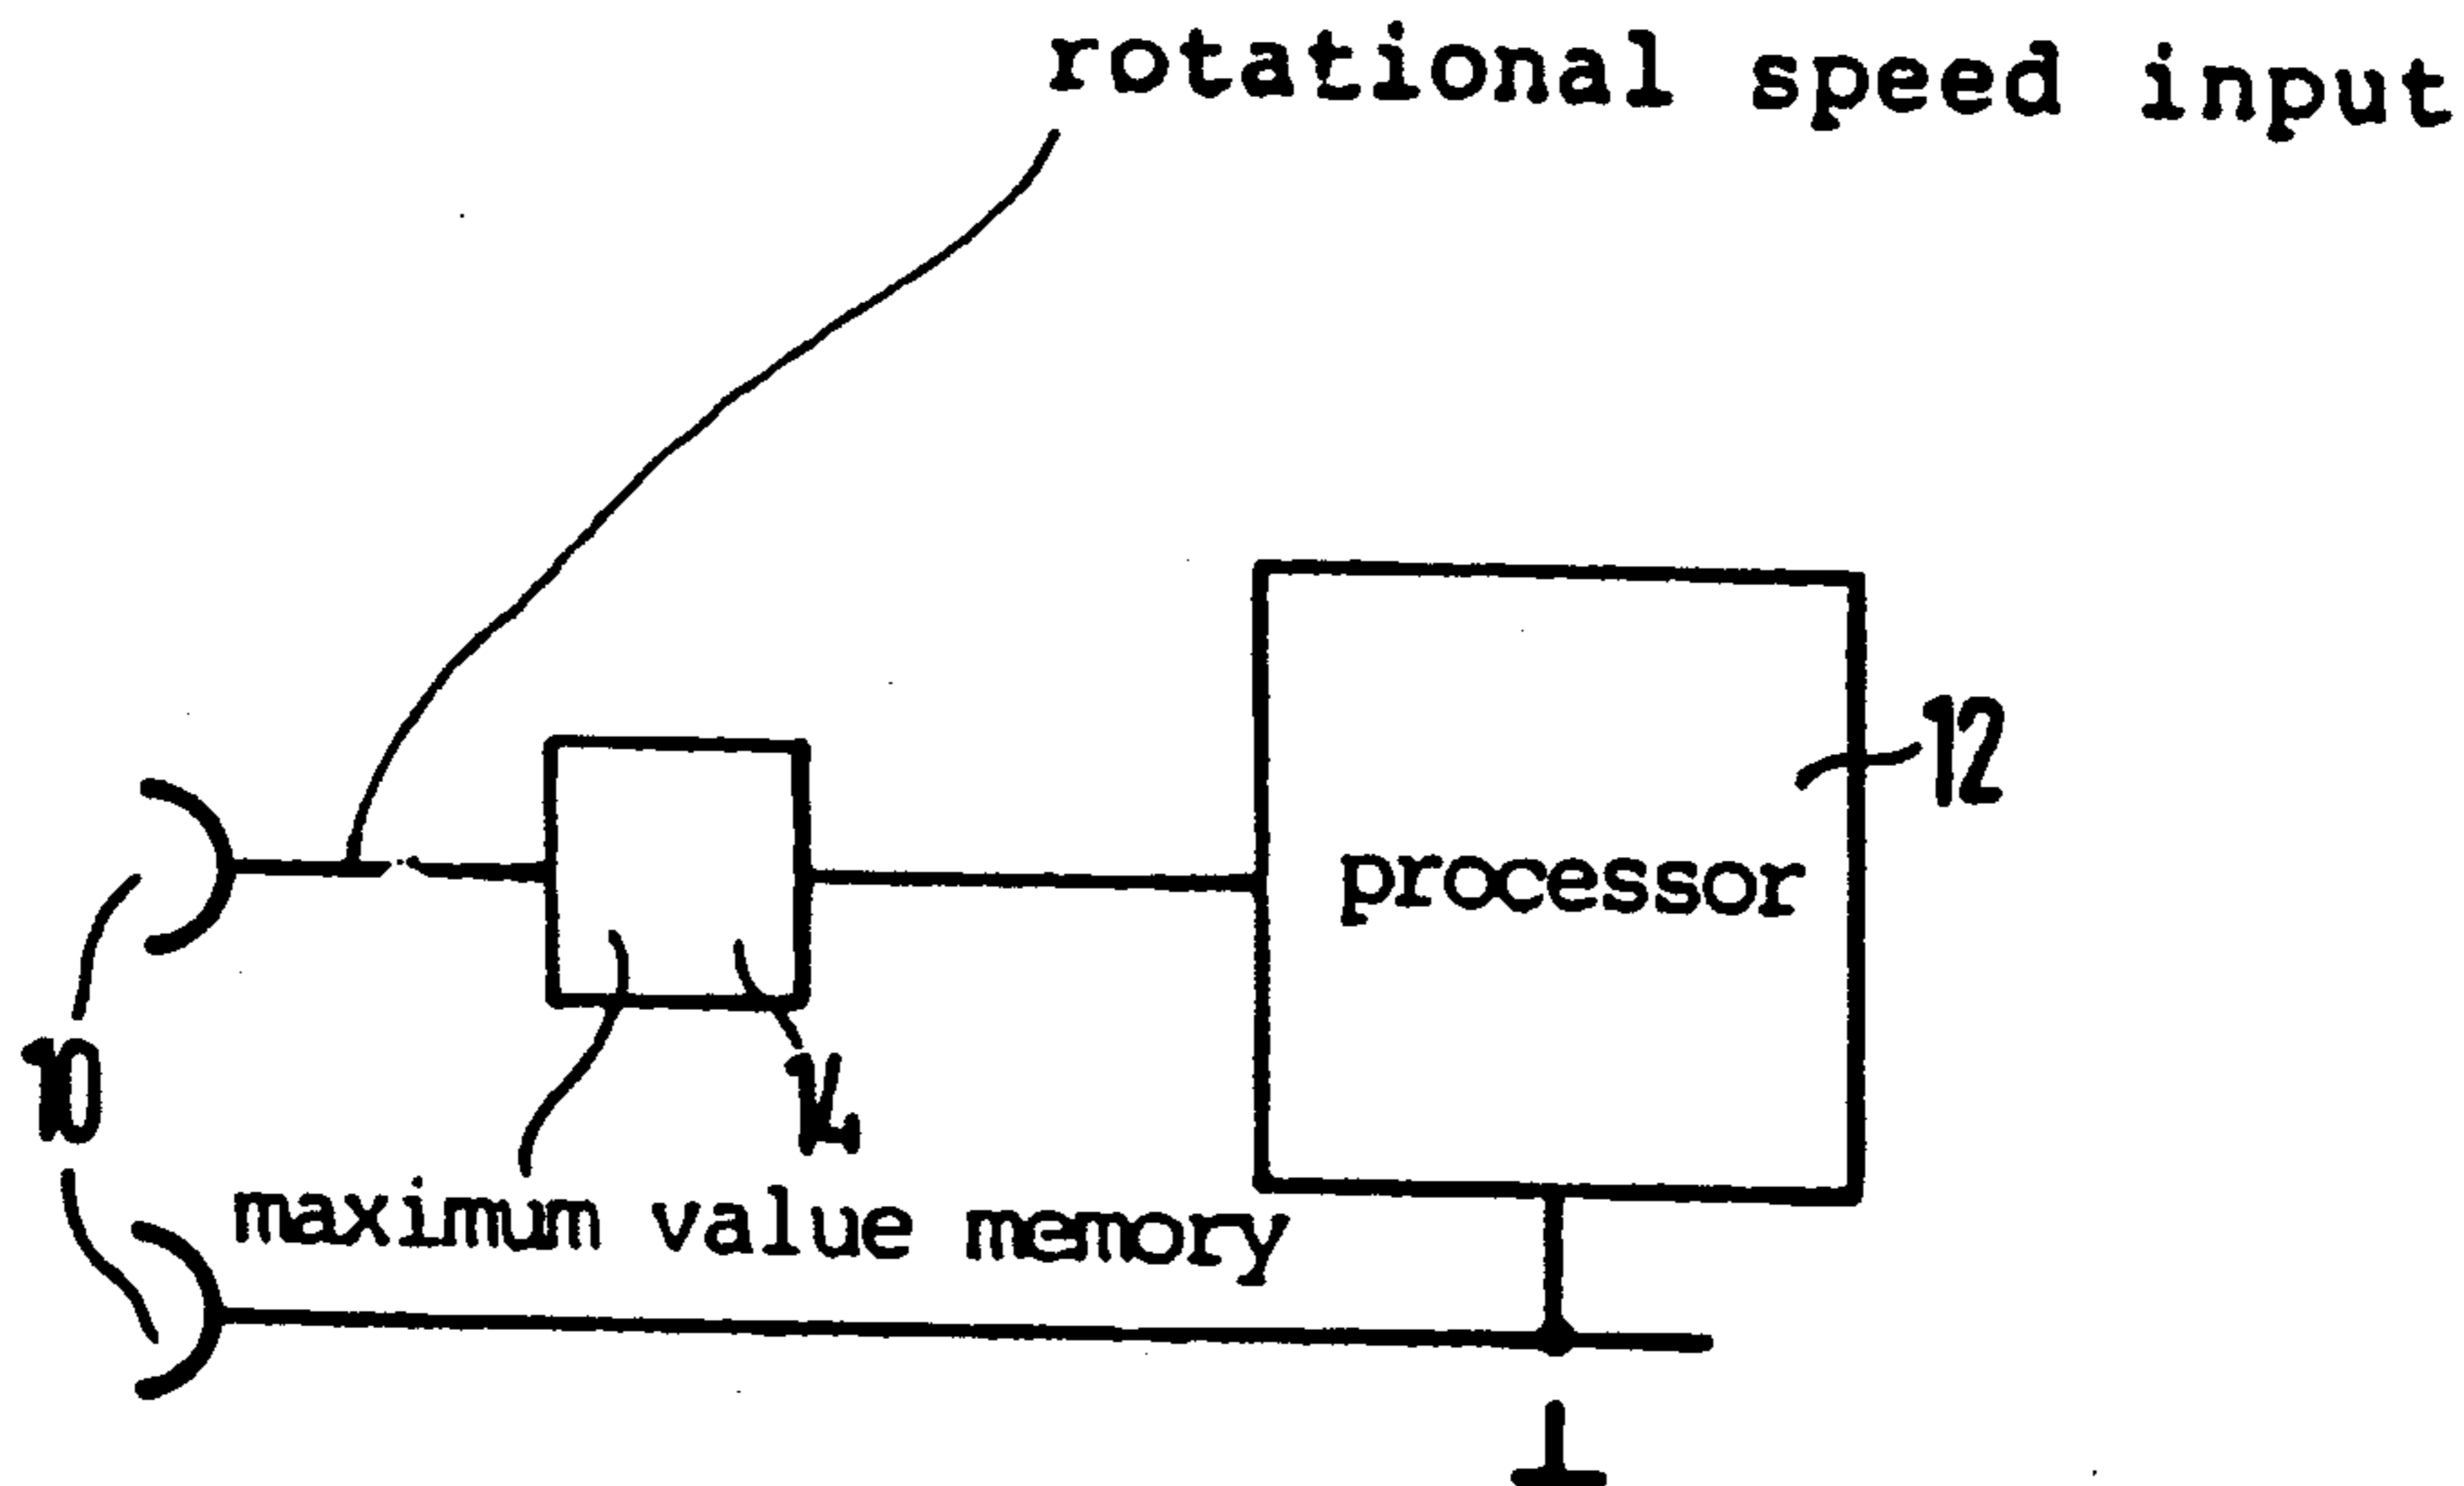 rotational speed input
12
processor
10
14
maximum value memory